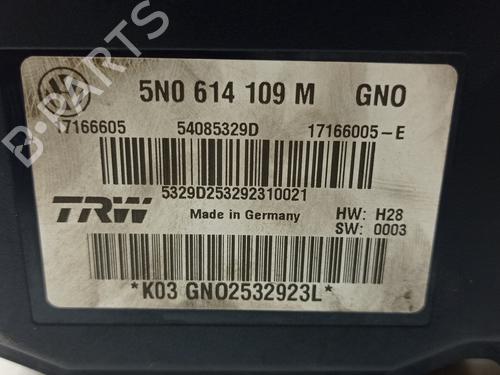 5N0 614 109 M GNO
17166605 54085329D 17166005-E
5329D253292310021
TRW Made in Germany HW: H28
SW: 0003
*K03 GNO2532923L*
B-PARTS